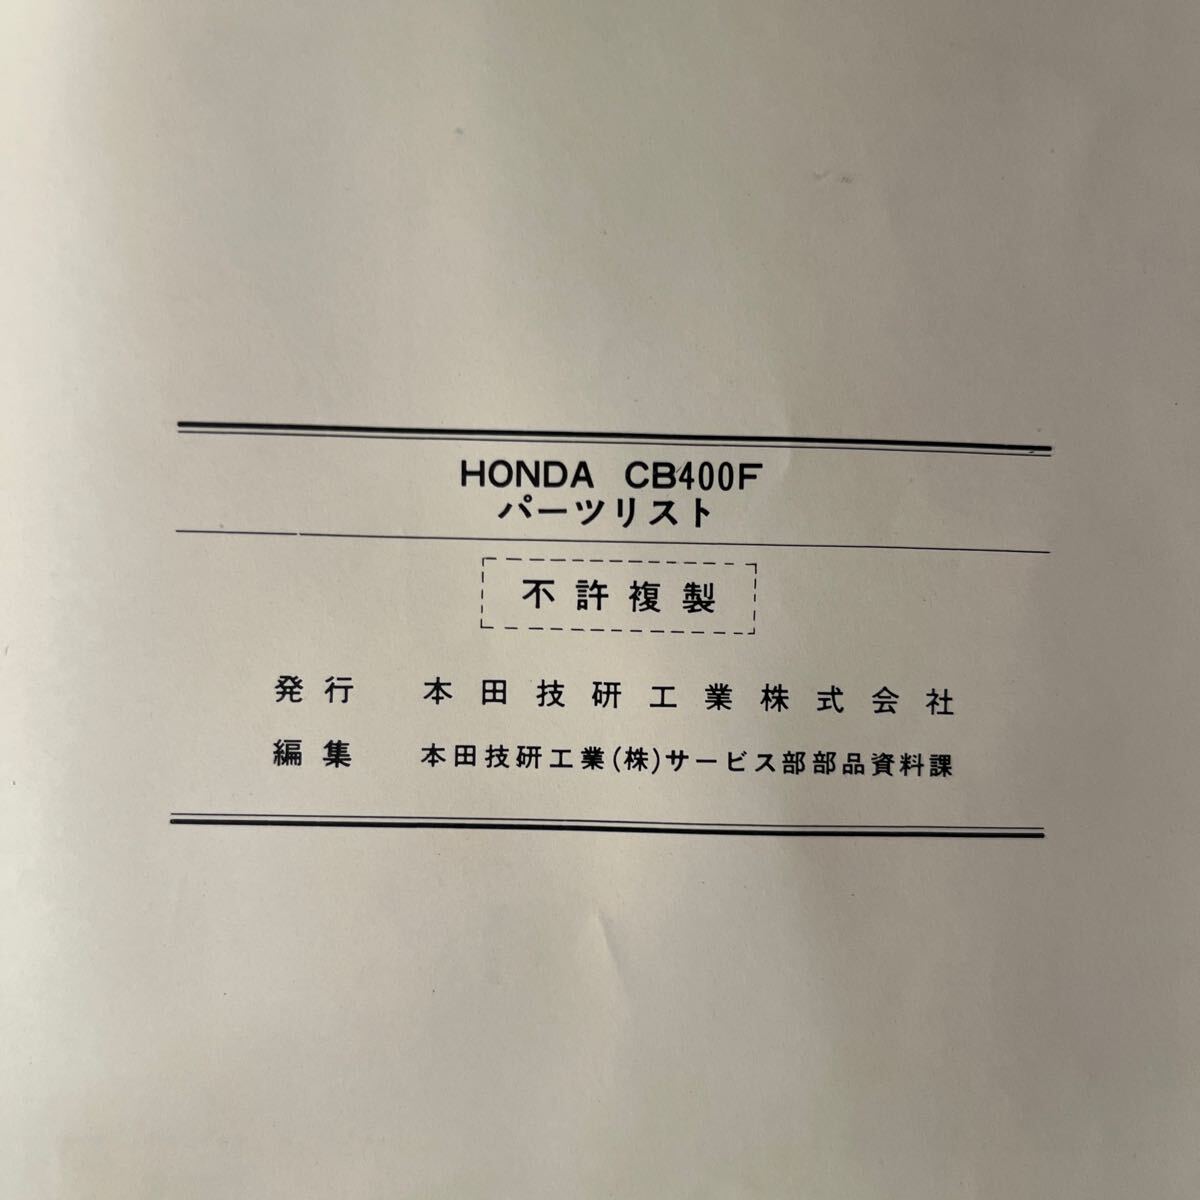 HONDA CB400F
パーツリスト
不許複製
発行 本田技研工業株式会社
編集 本田技研工業(株)サービス部部品資料課